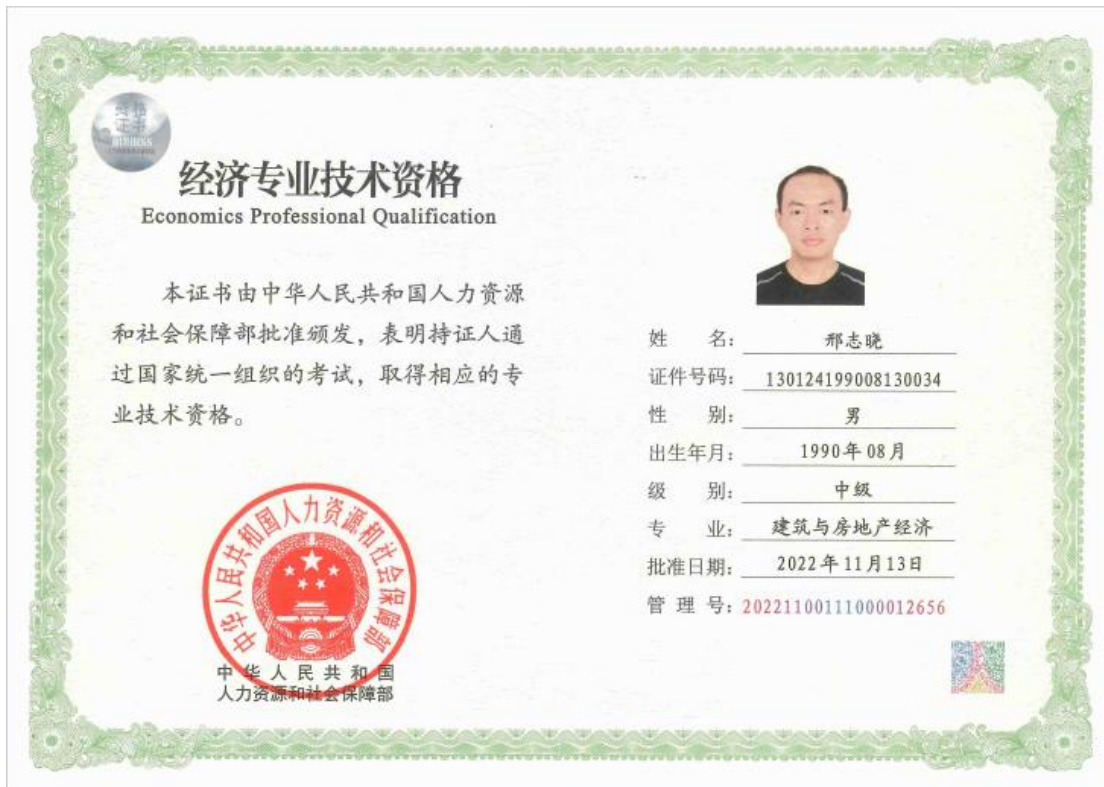 资格
证书
MOHRSS
经济专业技术资格
Economics Professional Qualification
本证书由中华人民共和国人力资源
和社会保障部批准颁发，表明持证人通
过国家统一组织的考试，取得相应的专
业技术资格。
中华人民共和国人力资源和社会保障部
中华人民共和国
人力资源和社会保障部
姓 名：邢志晓
证件号码：130124199008130034
性 别：男
出生年月：1990年08月
级 别：中级
专 业：建筑与房地产经济
批准日期：2022年11月13日
管 理 号：20221100111000012656